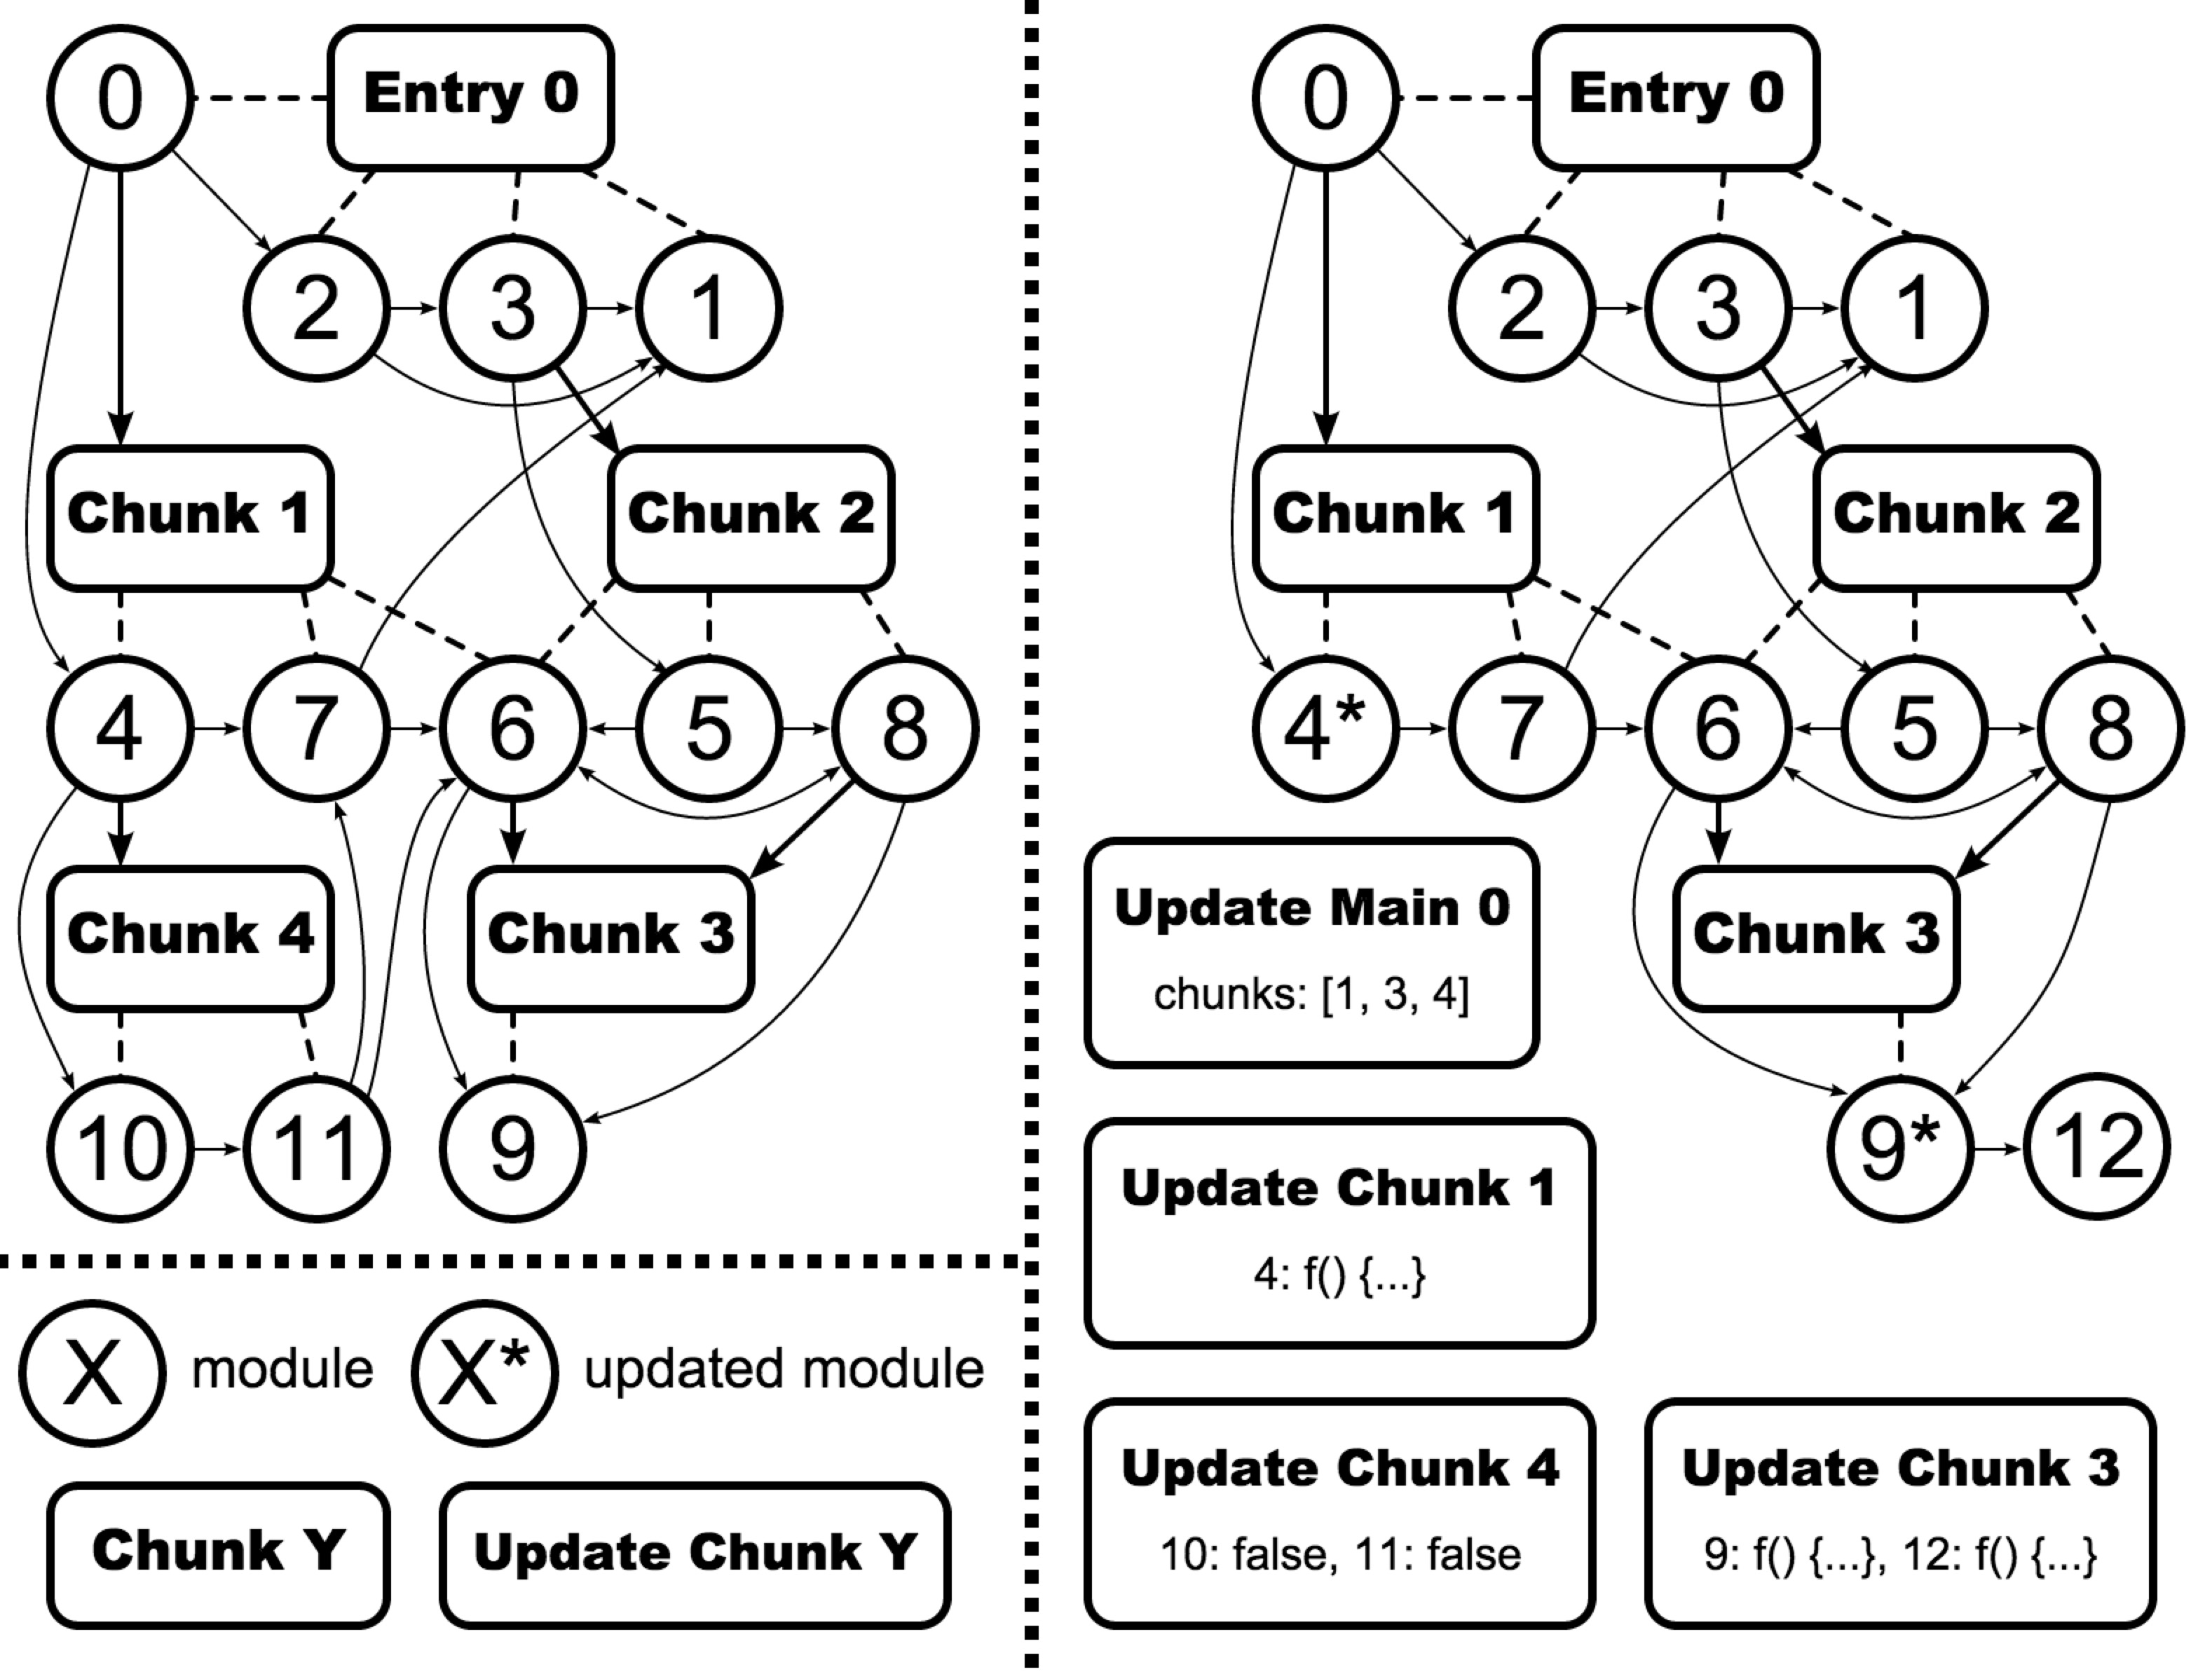 0
Entry 0
2
3
1
Chunk 1
Chunk 2
4
7
6
5
8
Chunk 4
Chunk 3
10
11
9
X
module
X*
updated module
Chunk Y
Update Chunk Y
0
Entry 0
2
3
1
Chunk 1
Chunk 2
4*
7
6
5
8
Update Main 0
chunks: [1, 3, 4]
Chunk 3
9*
12
Update Chunk 1
4: f() {...}
Update Chunk 4
10: false, 11: false
Update Chunk 3
9: f() {...}, 12: f() {...}